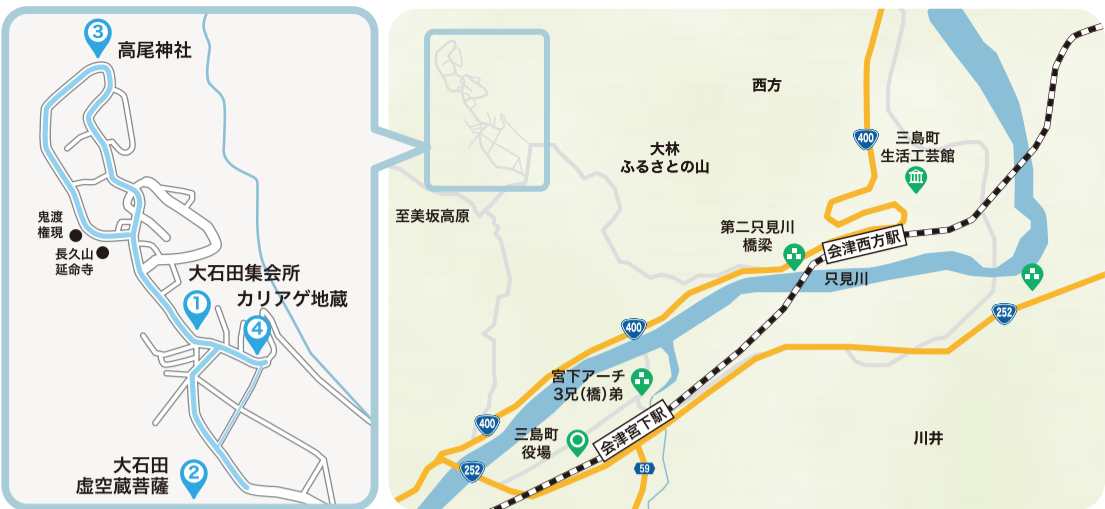 ③
高尾神社
鬼渡
権現
長久山
延命寺
大石田集会所
①
カリアゲ地蔵
④
大石田
虚空蔵菩薩
②
西方
大林
ふるさとの山
至美坂高原
400
三島町
生活工芸館
第二只見川
橋梁
会津西方駅
只見川
252
400
宮下アーチ
3兄(橋)弟
400
三島町
役場
会津宮下駅
252
59
川井